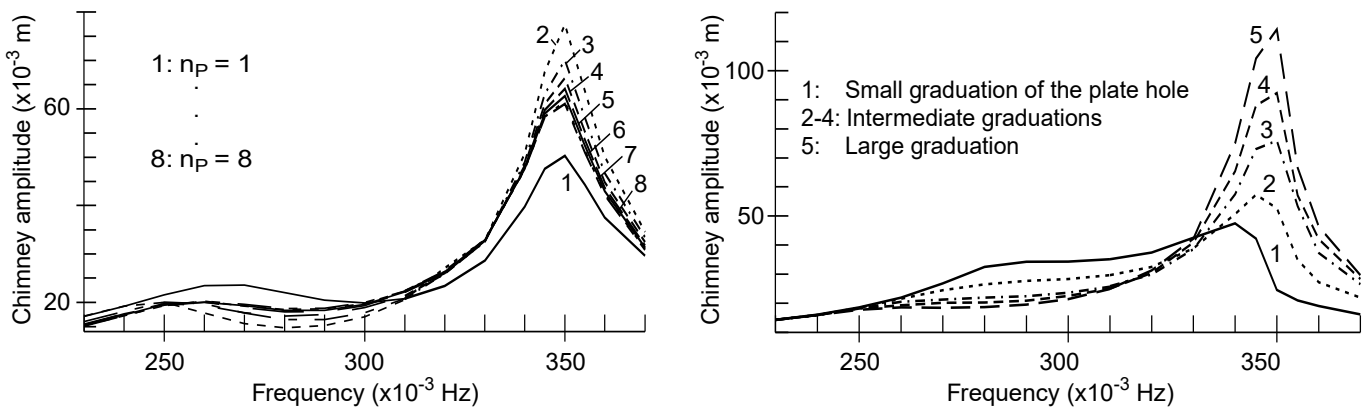 Chimney amplitude (x10⁻³ m)
60
20
1: nP = 1
.
.
.
8: nP = 8
2
3
4
5
6
7
8
1
250
300
350
Frequency (x10⁻³ Hz)
Chimney amplitude (x10⁻³ m)
100
50
1: Small graduation of the plate hole
2-4: Intermediate graduations
5: Large graduation
5
4
3
2
1
250
300
350
Frequency (x10⁻³ Hz)